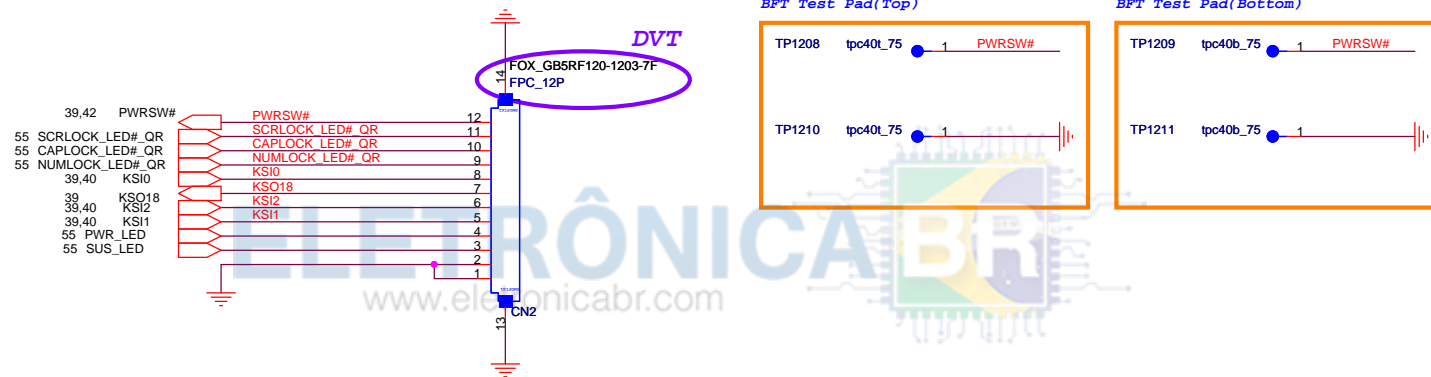 BFT Test Pad(Top)
BFT Test Pad(Bottom)
DVT
TP1208 tpc40t_75 1 PWRSW#
TP1209 tpc40b_75 1 PWRSW#
TP1210 tpc40t_75 1
TP1211 tpc40b_75 1
14
FOX_GB5RF120-1203-7F
FPC_12P
39,42 PWRSW# PWRSW# 12
55 SCRLOCK_LED#_QR SCRLOCK_LED#_QR 11
55 CAPLOCK_LED#_QR CAPLOCK_LED#_QR 10
55 NUMLOCK_LED#_QR NUMLOCK_LED#_QR 9
39,40 KSI0 KSI0 8
39 KSO18 KSO18 7
39,40 KSI2 KSI2 6
39,40 KSI1 KSI1 5
55 PWR_LED 4
55 SUS_LED 3
2
1
CN2
13
ELETRÔNICA BR
www.eletronicabr.com